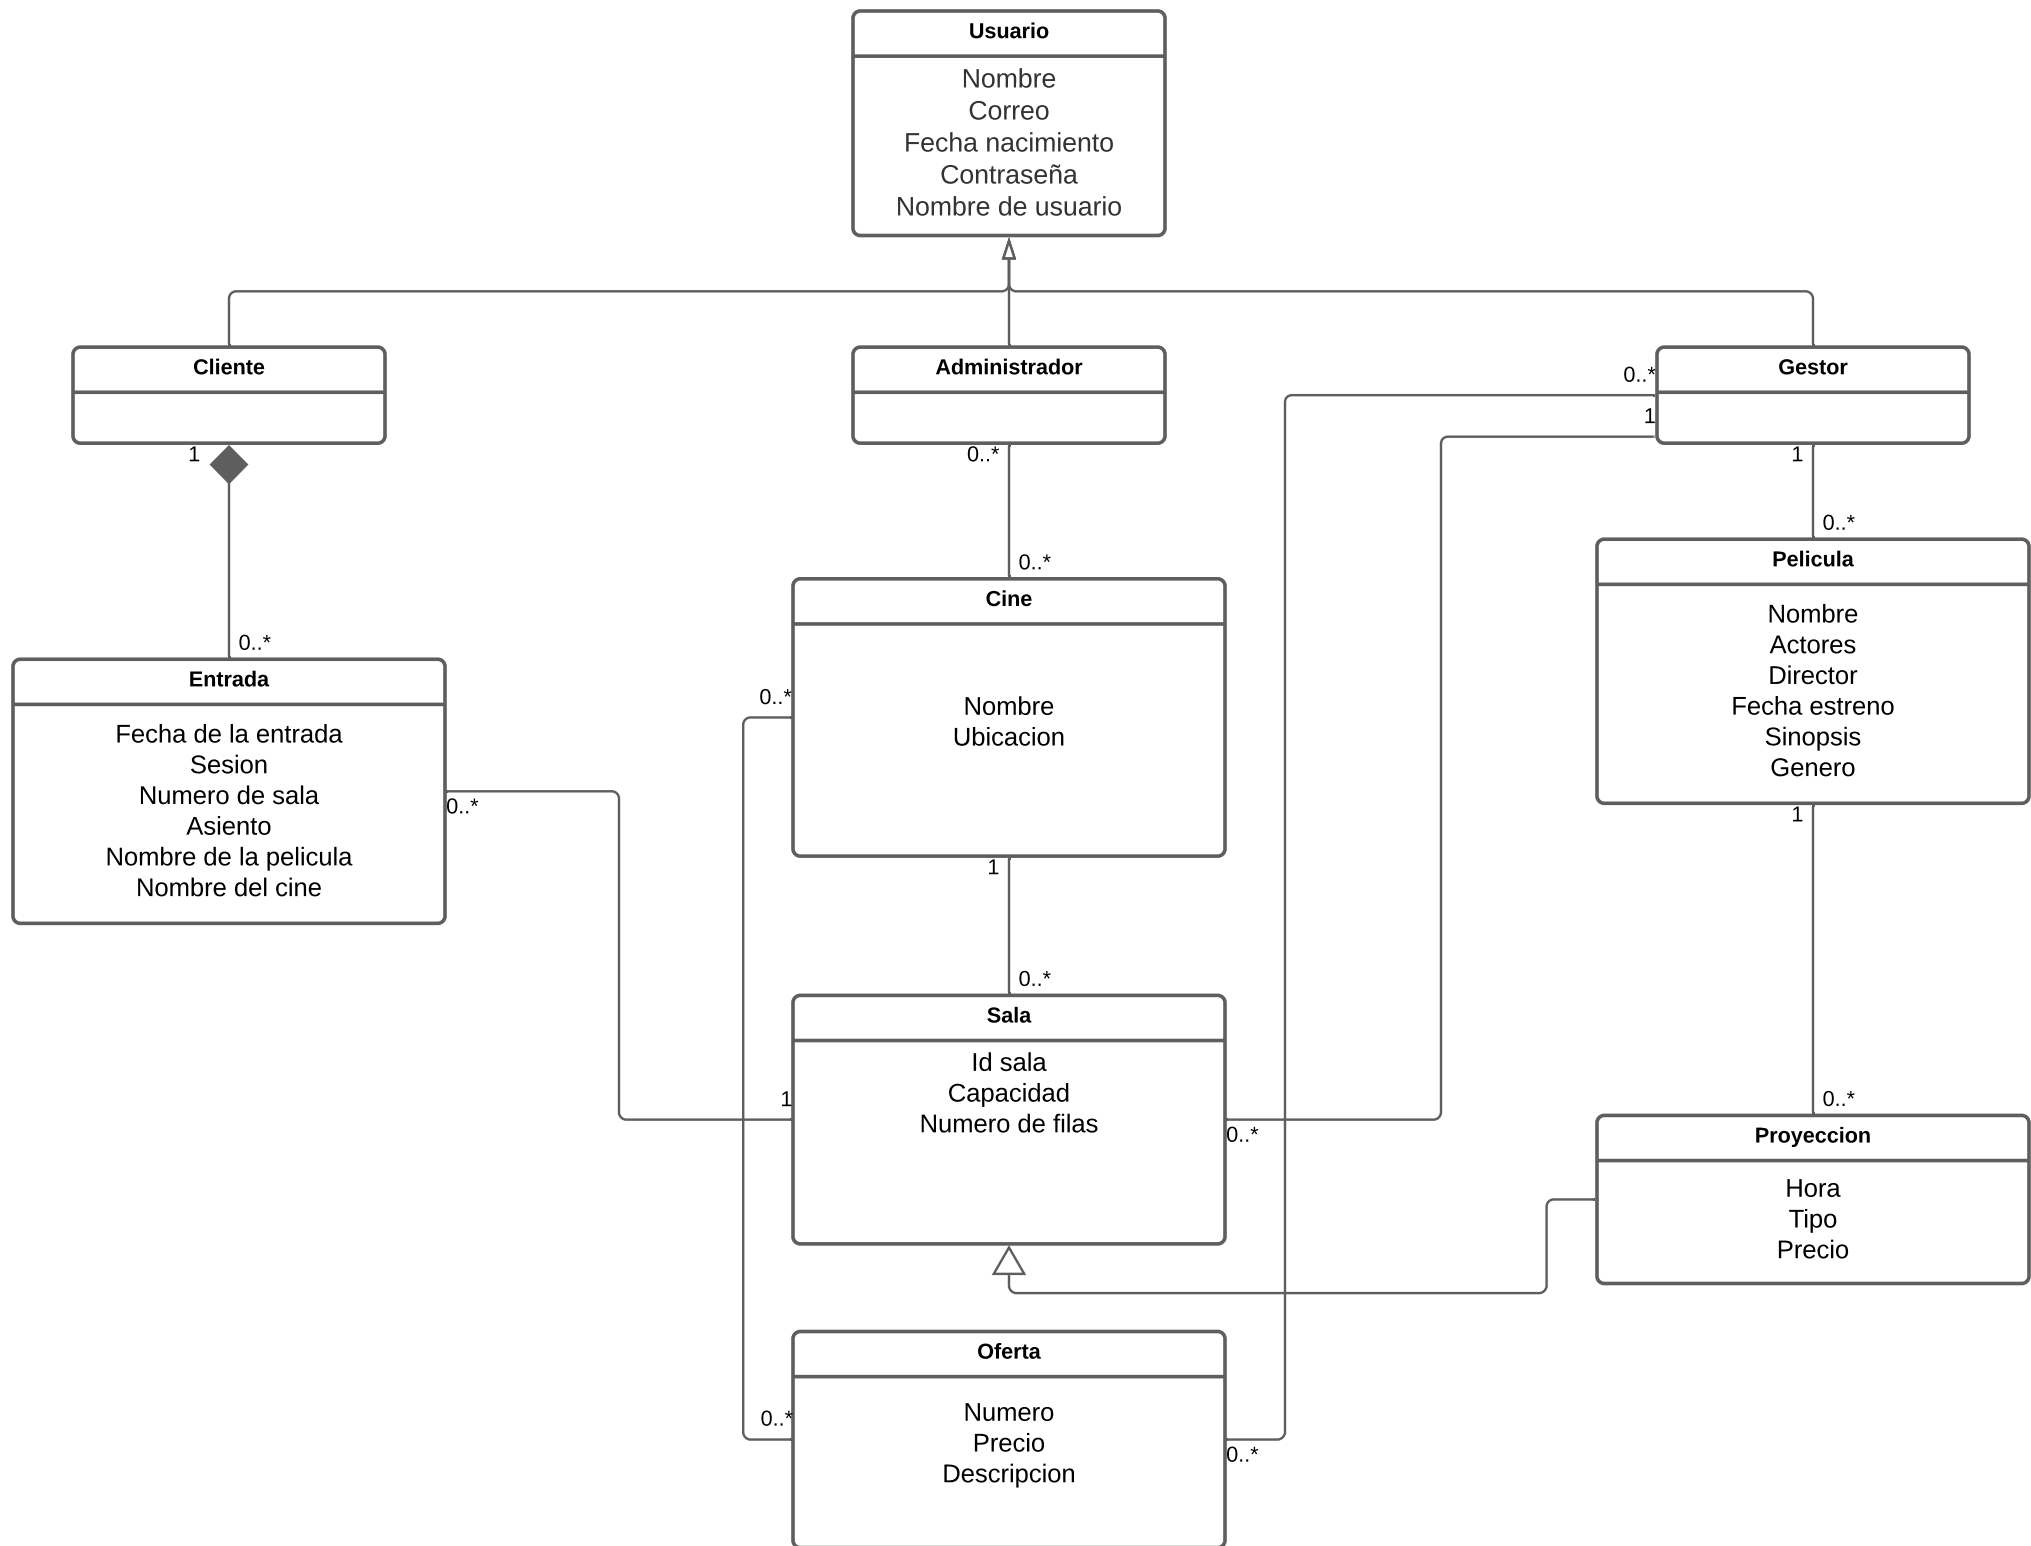 Usuario
Nombre
Correo
Fecha nacimiento
Contraseña
Nombre de usuario
Cliente
Administrador
Gestor
0..*
1
1
0..*
1
0..*
0..*
0..*
Pelicula
Nombre
Actores
Director
Fecha estreno
Sinopsis
Genero
1
Cine
Nombre
Ubicacion
0..*
1
Entrada
Fecha de la entrada
Sesion
Numero de sala
Asiento
Nombre de la pelicula
Nombre del cine
0..*
0..*
Sala
Id sala
Capacidad
Numero de filas
1
0..*
0..*
Proyeccion
Hora
Tipo
Precio
Oferta
Numero
Precio
Descripcion
0..*
0..*